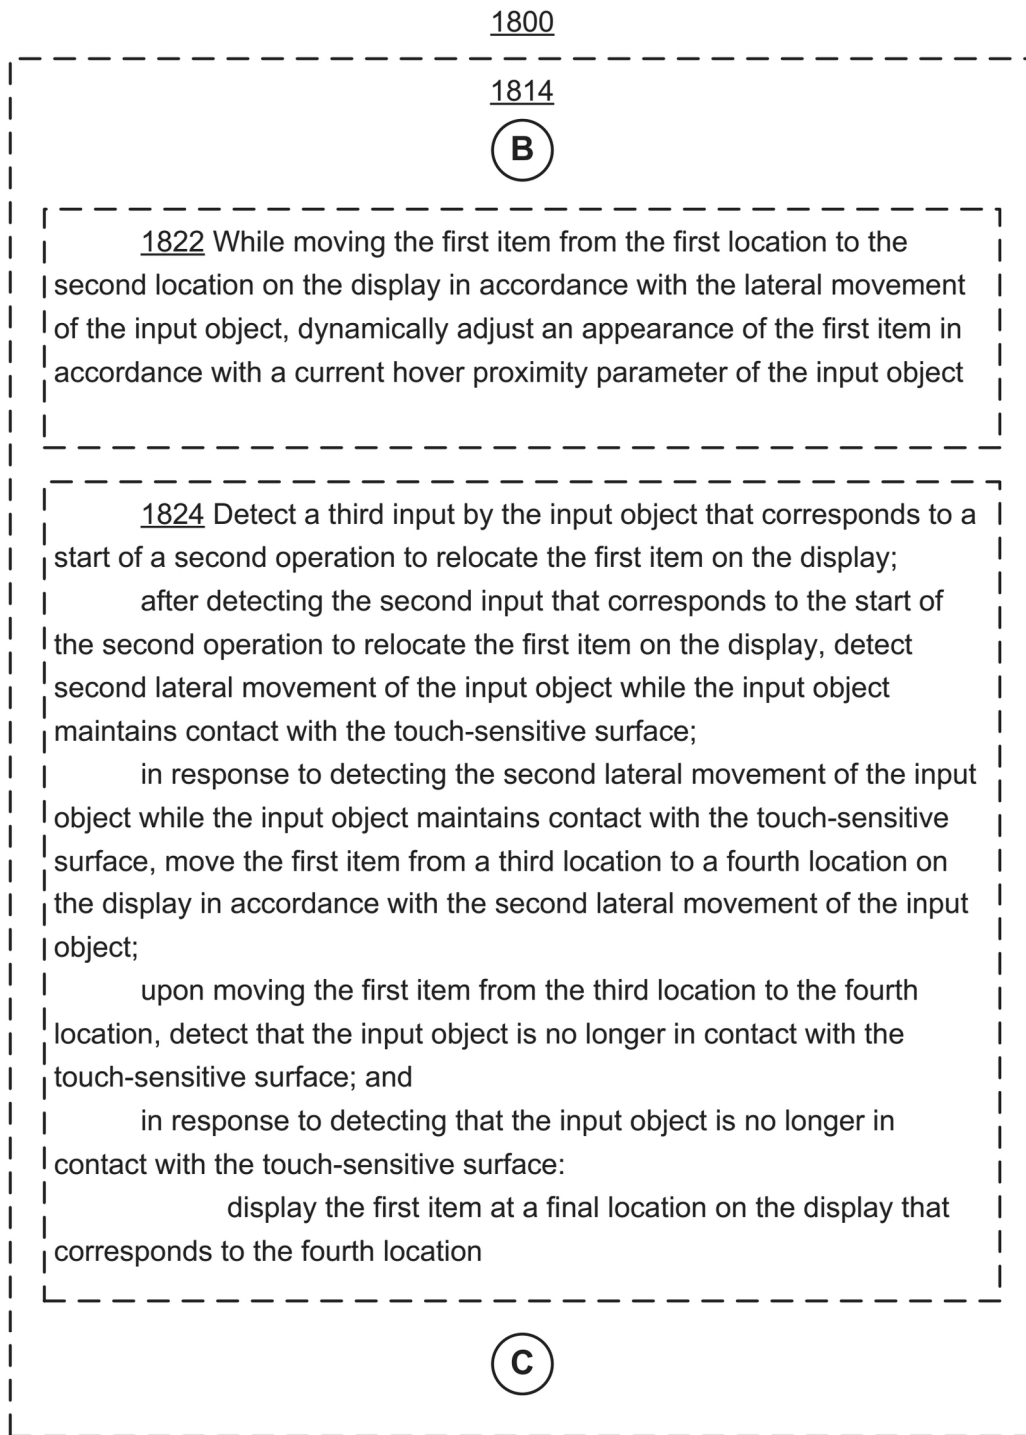 1800
1814
B
1822 While moving the first item from the first location to the
second location on the display in accordance with the lateral movement
of the input object, dynamically adjust an appearance of the first item in
accordance with a current hover proximity parameter of the input object
1824 Detect a third input by the input object that corresponds to a
start of a second operation to relocate the first item on the display;
after detecting the second input that corresponds to the start of
the second operation to relocate the first item on the display, detect
second lateral movement of the input object while the input object
maintains contact with the touch-sensitive surface;
in response to detecting the second lateral movement of the input
object while the input object maintains contact with the touch-sensitive
surface, move the first item from a third location to a fourth location on
the display in accordance with the second lateral movement of the input
object;
upon moving the first item from the third location to the fourth
location, detect that the input object is no longer in contact with the
touch-sensitive surface; and
in response to detecting that the input object is no longer in
contact with the touch-sensitive surface:
display the first item at a final location on the display that
corresponds to the fourth location
C